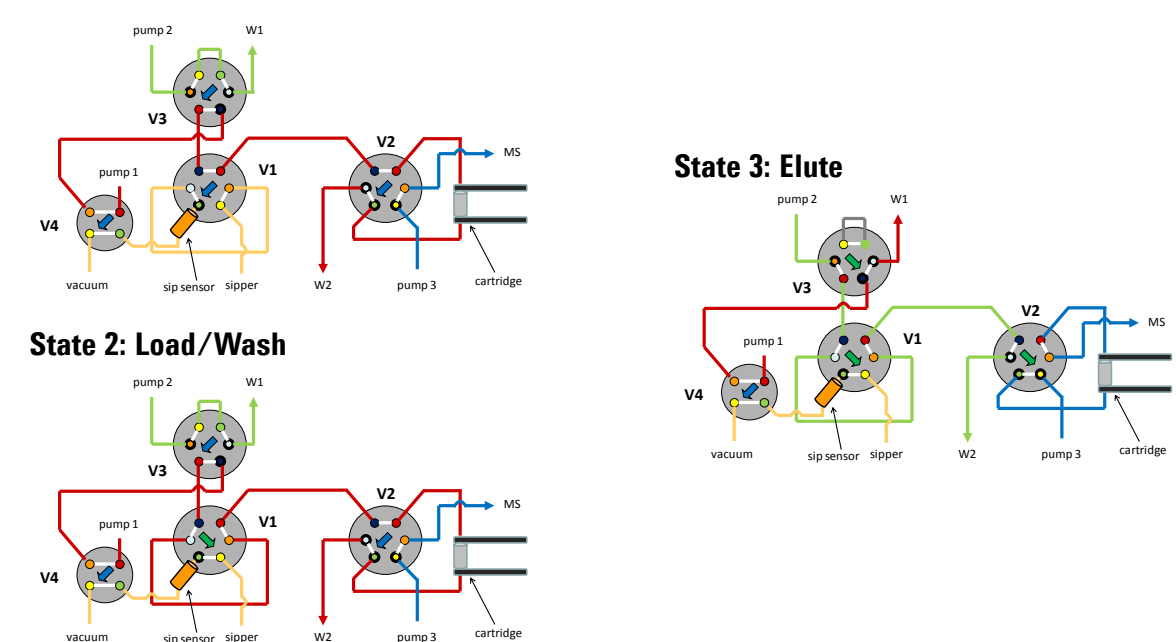 pump 2
W1
V3
V2
pump 1
V1
MS
V4
vacuum
sip sensor
sipper
W2
pump 3
cartridge
State 2: Load/Wash
pump 2
W1
V3
V2
pump 1
V1
MS
V4
vacuum
sip sensor
sipper
W2
pump 3
cartridge
State 3: Elute
pump 2
W1
V3
V2
pump 1
V1
MS
V4
vacuum
sip sensor
sipper
W2
pump 3
cartridge